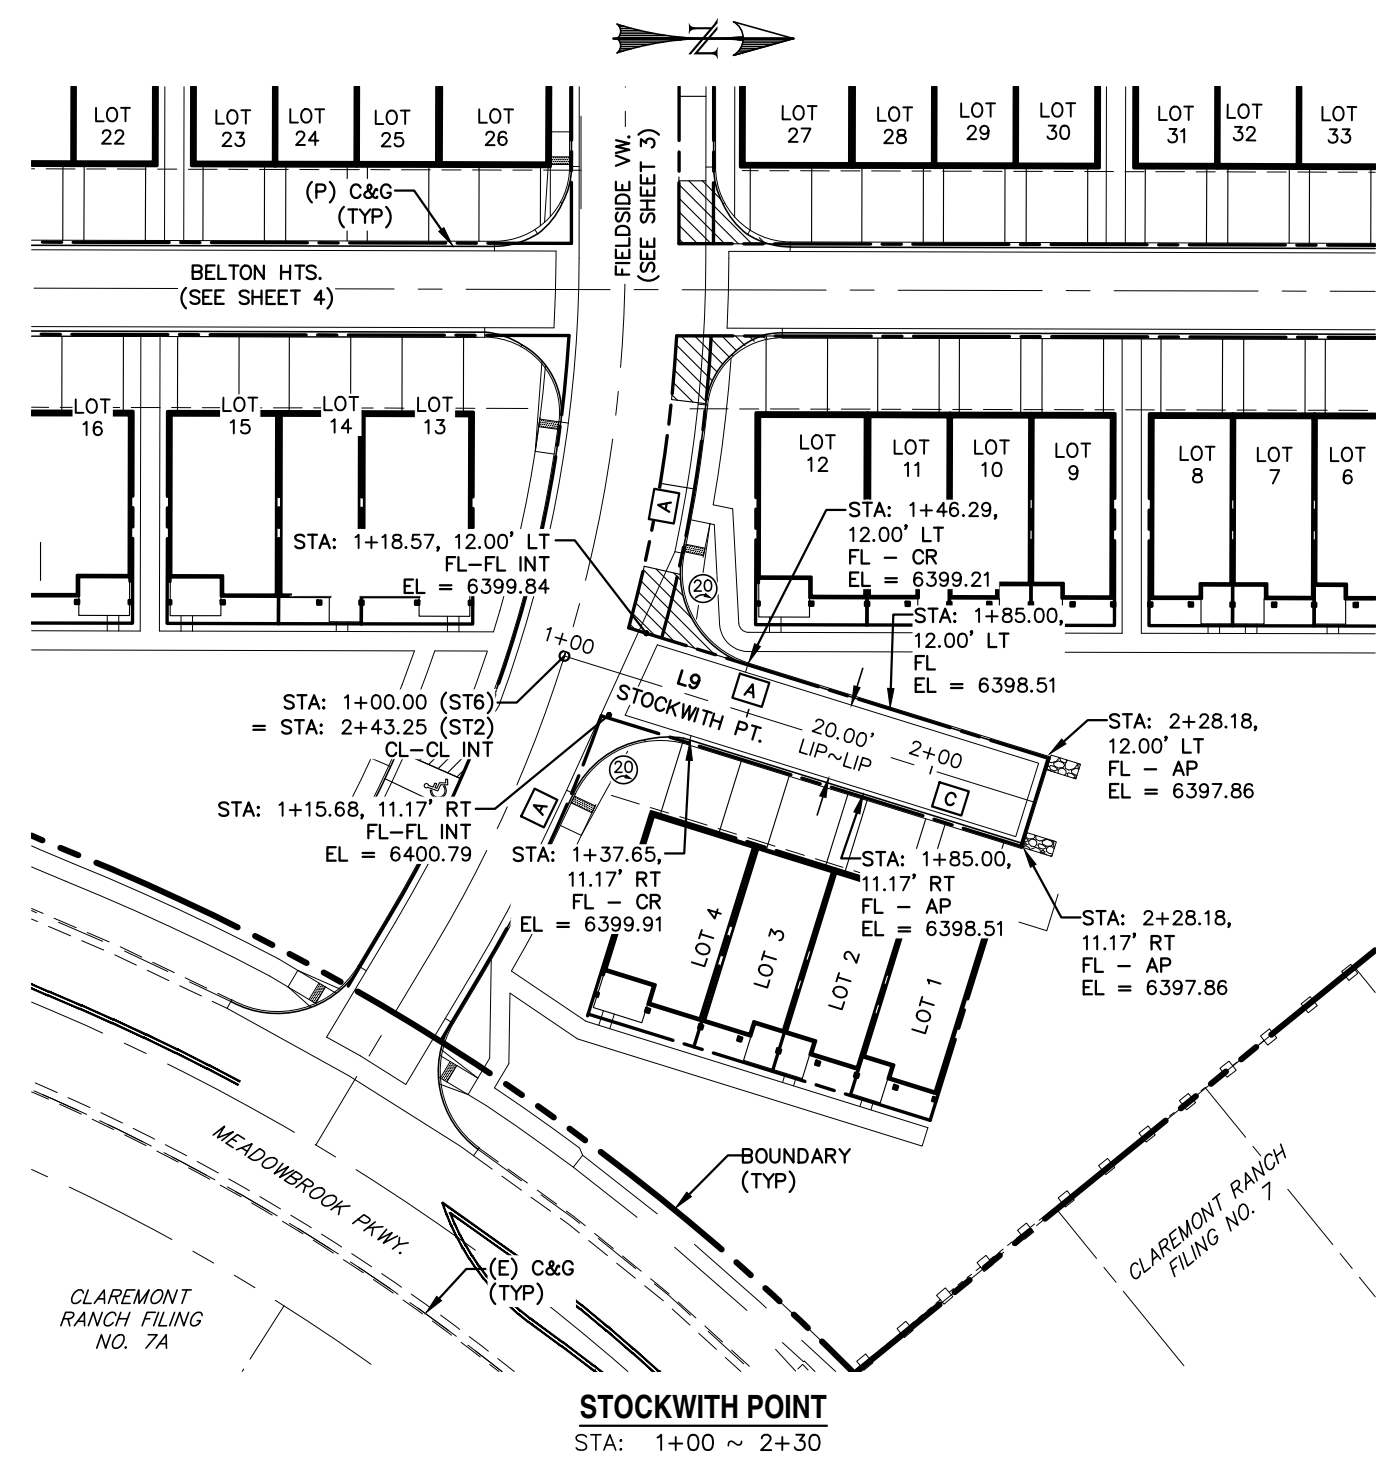 N
LOT
22
LOT
23
LOT
24
LOT
25
LOT
26
LOT
27
LOT
28
LOT
29
LOT
30
LOT
31
LOT
32
LOT
33
(P) C&G
(TYP)
FIELDSIDE VW.
(SEE SHEET 3)
BELTON HTS.
(SEE SHEET 4)
LOT
16
LOT
15
LOT
14
LOT
13
LOT
12
LOT
11
LOT
10
LOT
9
LOT
8
LOT
7
LOT
6
A
STA: 1+46.29,
12.00' LT
FL - CR
EL = 6399.21
STA: 1+18.57, 12.00' LT
FL-FL INT
EL = 6399.84
20
STA: 1+85.00,
12.00' LT
FL
EL = 6398.51
1+00
L9
A
STOCKWITH PT.
20.00'
LIP~LIP
2+00
C
STA: 1+00.00 (ST6)
= STA: 2+43.25 (ST2)
CL-CL INT
STA: 2+28.18,
12.00' LT
FL - AP
EL = 6397.86
20
A
STA: 1+15.68, 11.17' RT
FL-FL INT
EL = 6400.79
STA: 1+37.65,
11.17' RT
FL - CR
EL = 6399.91
STA: 1+85.00,
11.17' RT
FL - AP
EL = 6398.51
STA: 2+28.18,
11.17' RT
FL - AP
EL = 6397.86
LOT 4
LOT 3
LOT 2
LOT 1
MEADOWBROOK PKWY.
BOUNDARY
(TYP)
CLAREMONT RANCH
FILING NO. 7
(E) C&G
(TYP)
CLAREMONT
RANCH FILING
NO. 7A
STOCKWITH POINT
STA: 1+00 ~ 2+30